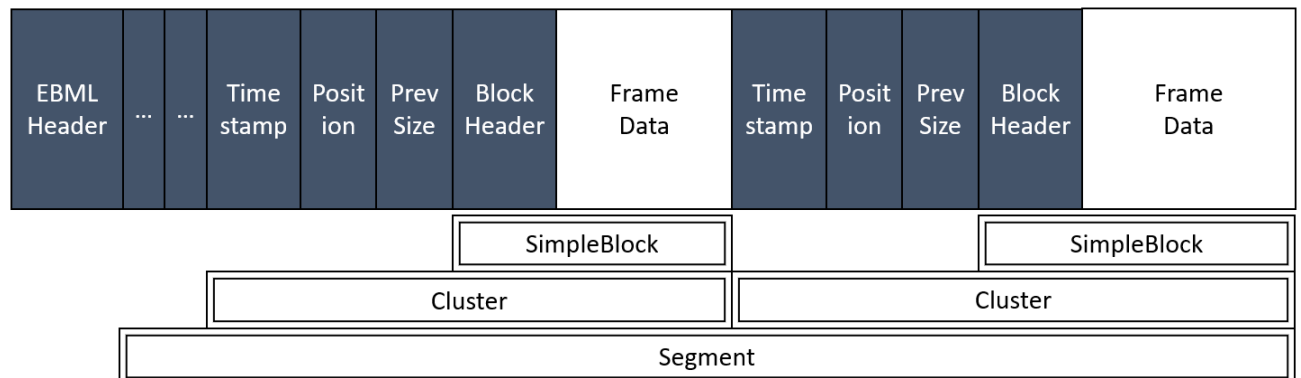 EBML
Header
...
...
Time
stamp
Posit
ion
Prev
Size
Block
Header
Frame
Data
Time
stamp
Posit
ion
Prev
Size
Block
Header
Frame
Data
SimpleBlock
SimpleBlock
Cluster
Cluster
Segment